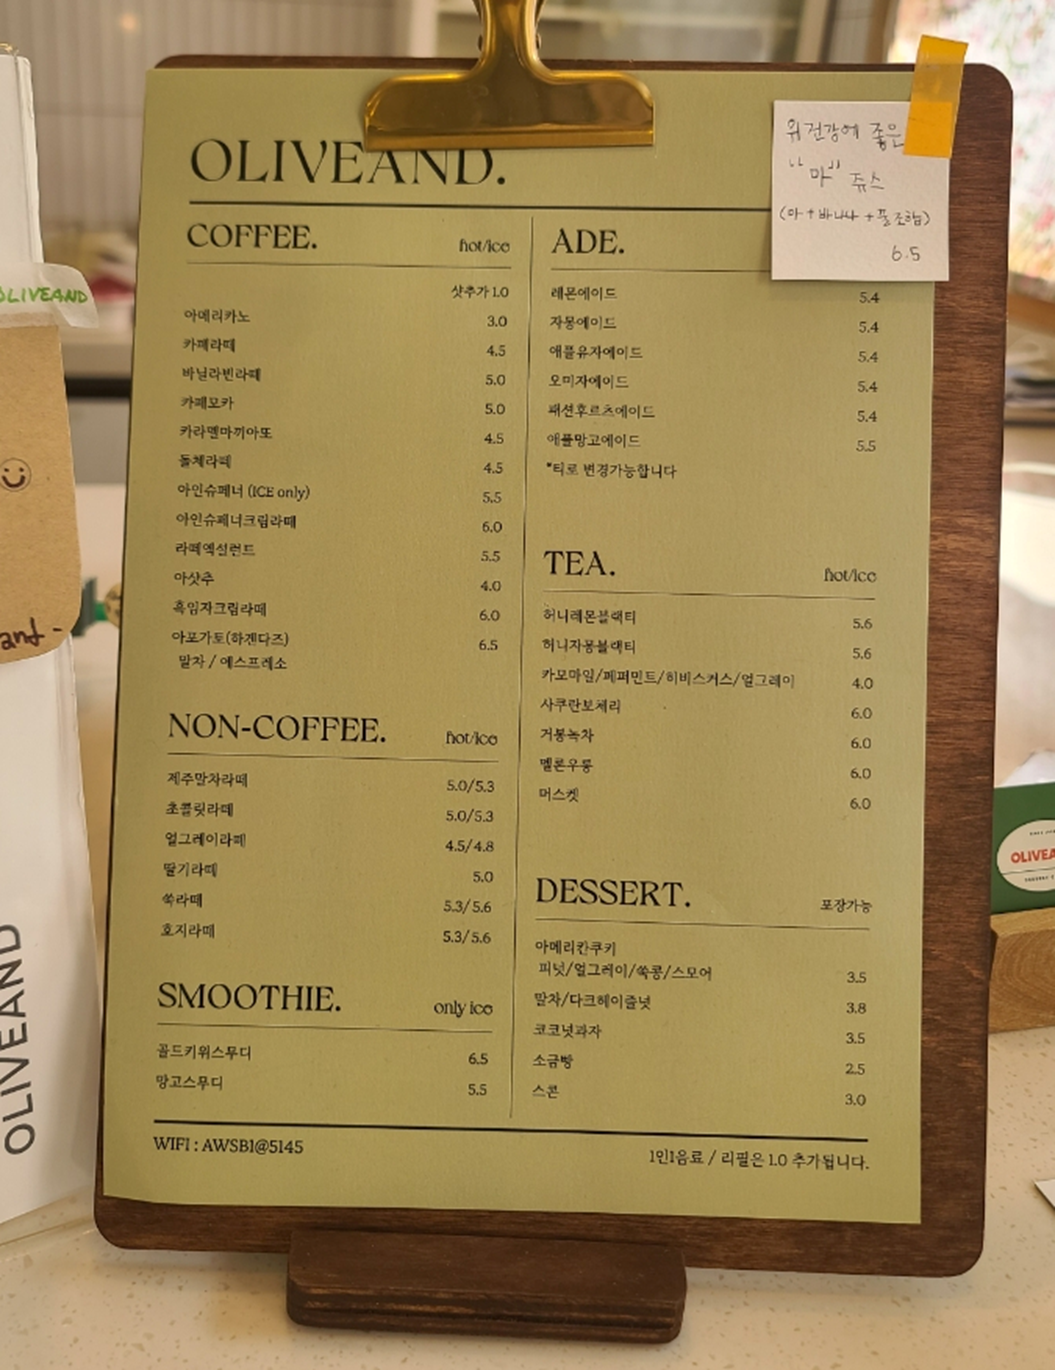 OLIVEAND.
위건강에 좋은
"마" 쥬스
(마+바나나+꿀조합)
6.5
COFFEE. hot/ice
샷추가 1.0
아메리카노 3.0
카페라떼 4.5
바닐라빈라떼 5.0
카페모카 5.0
카라멜마끼아또 4.5
돌체라떼 4.5
아인슈페너 (ICE only) 5.5
아인슈페너크림라떼 6.0
라떼엑설런트 5.5
아샷추 4.0
흑임자크림라떼 6.0
아포가토(하겐다즈) 6.5
말차 / 에스프레소
NON-COFFEE. hot/ice
제주말차라떼 5.0/5.3
초콜릿라떼 5.0/5.3
얼그레이라떼 4.5/4.8
딸기라떼 5.0
쑥라떼 5.3/5.6
호지라떼 5.3/5.6
SMOOTHIE. only ice
골드키위스무디 6.5
망고스무디 5.5
ADE.
레몬에이드 5.4
자몽에이드 5.4
애플유자에이드 5.4
오미자에이드 5.4
패션후르츠에이드 5.4
애플망고에이드 5.5
*티로 변경가능합니다
TEA. hot/ice
허니레몬블랙티 5.6
허니자몽블랙티 5.6
카모마일/페퍼민트/히비스커스/얼그레이 4.0
사쿠란보체리 6.0
거봉녹차 6.0
멜론우롱 6.0
머스켓 6.0
DESSERT. 포장가능
아메리칸쿠키
피넛/얼그레이/쑥콩/스모어 3.5
말차/다크헤이즐넛 3.8
코코넛과자 3.5
소금빵 2.5
스콘 3.0
WIFI : AWSB1@5145
1인1음료 / 리필은 1.0 추가됩니다.
OLIVEAND
and-
OLIVEAND
OLIVEA